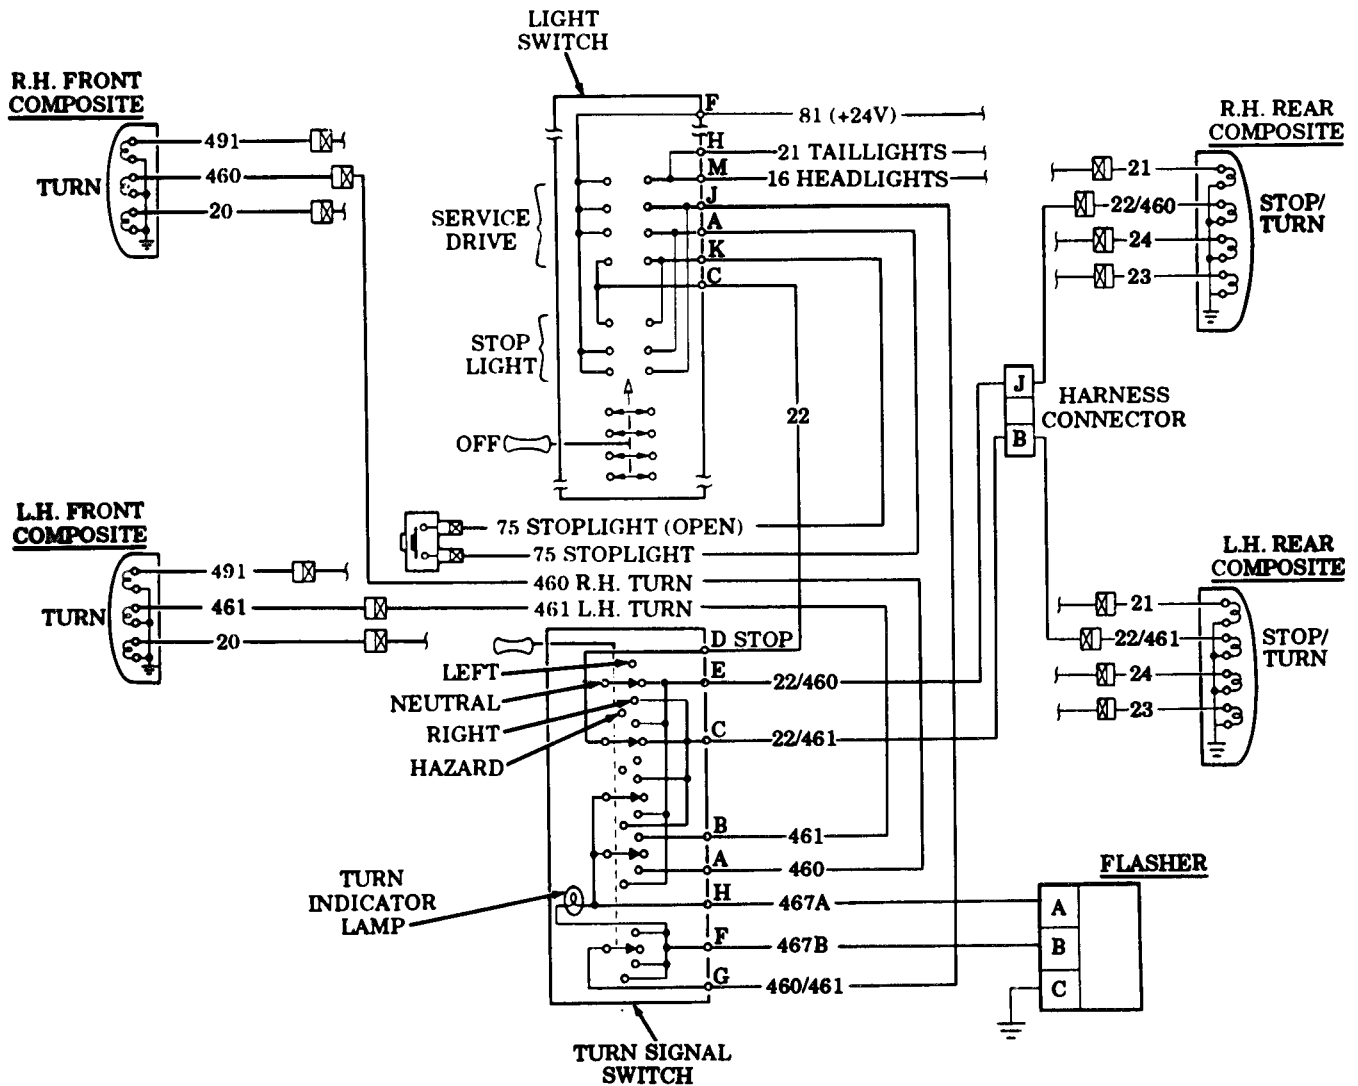 LIGHT
SWITCH
R.H. FRONT
COMPOSITE
491
460
20
TURN
F
81 (+24V)
H
21 TAILLIGHTS
M
16 HEADLIGHTS
J
A
K
C
SERVICE
DRIVE
STOP
LIGHT
OFF
22
R.H. REAR
COMPOSITE
21
22/460
24
23
STOP/
TURN
J
B
HARNESS
CONNECTOR
L.H. FRONT
COMPOSITE
491
461
20
TURN
75 STOPLIGHT (OPEN)
75 STOPLIGHT
460 R.H. TURN
461 L.H. TURN
L.H. REAR
COMPOSITE
21
22/461
24
23
STOP/
TURN
D STOP
E
22/460
C
22/461
B
461
A
460
H
467A
F
467B
G
460/461
LEFT
NEUTRAL
RIGHT
HAZARD
TURN
INDICATOR
LAMP
FLASHER
A
B
C
TURN SIGNAL
SWITCH